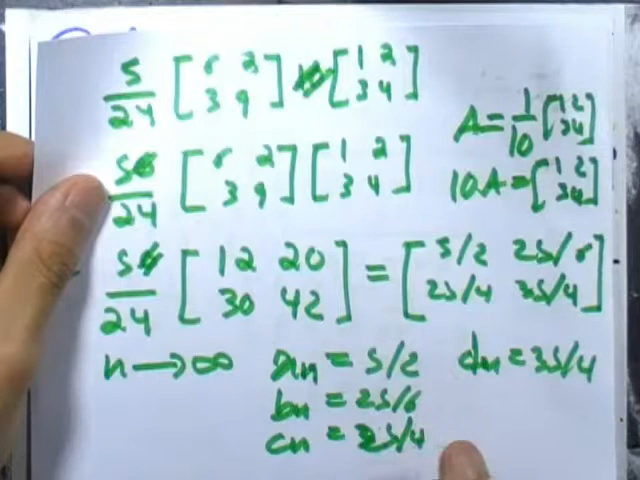 5/24 [6 2; 3 9] [1 2; 3 4]
A = 1/10 [1 2; 3 4]
5/24 [6 2; 3 9] [1 2; 3 4]
10A = [1 2; 3 4]
5/24 [12 20; 30 42] = [5/2 25/6; 25/4 35/4]
n → ∞
an = 5/2
dn = 35/4
bn = 25/6
cn = 25/4